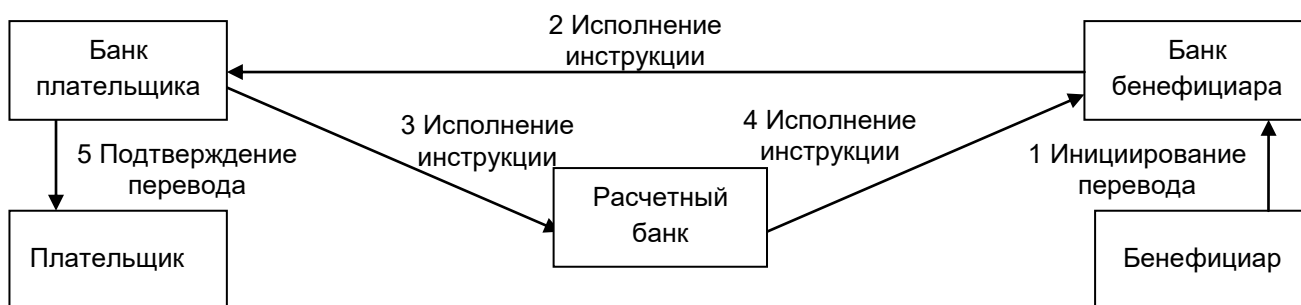 2 Исполнение
инструкции
Банк
плательщика
Банк
бенефициара
3 Исполнение
инструкции
4 Исполнение
инструкции
5 Подтверждение
перевода
1 Инициирование
перевода
Расчетный
банк
Плательщик
Бенефициар